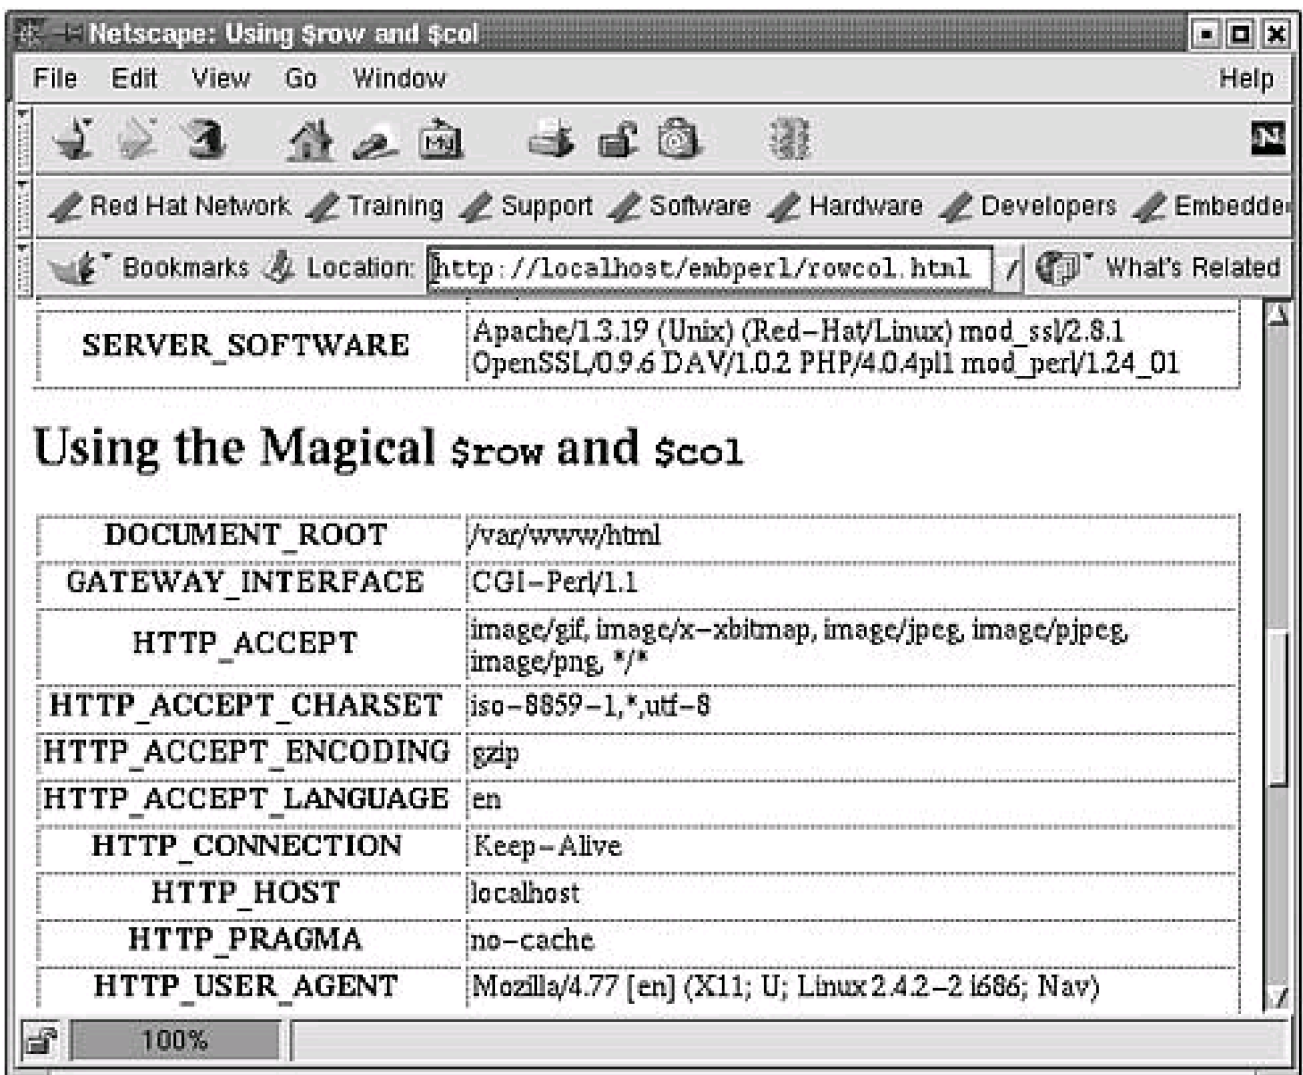 Netscape: Using $row and $col
File Edit View Go Window Help
My
N
Red Hat Network Training Support Software Hardware Developers Embedde
Bookmarks Location: http://localhost/embperl/rowcol.html What's Related
SERVER_SOFTWARE Apache/1.3.19 (Unix) (Red-Hat/Linux) mod_ssl/2.8.1
OpenSSL/0.9.6 DAV/1.0.2 PHP/4.0.4pl1 mod_perl/1.24_01
Using the Magical $row and $col
DOCUMENT_ROOT /var/www/html
GATEWAY_INTERFACE CGI-Perl/1.1
HTTP_ACCEPT image/gif, image/x-xbitmap, image/jpeg, image/pjpeg,
image/png, */*
HTTP_ACCEPT_CHARSET iso-8859-1,*,utf-8
HTTP_ACCEPT_ENCODING gzip
HTTP_ACCEPT_LANGUAGE en
HTTP_CONNECTION Keep-Alive
HTTP_HOST localhost
HTTP_PRAGMA no-cache
HTTP_USER_AGENT Mozilla/4.77 [en] (X11; U; Linux 2.4.2-2 i686; Nav)
100%